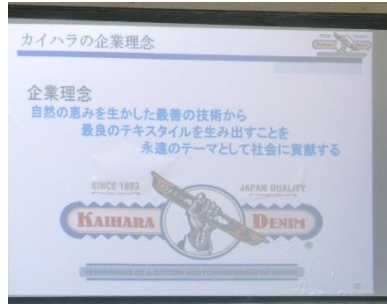 カイハラの企業理念
KAIHARA DENIM
企業理念
自然の恵みを生かした最善の技術から
最良のテキスタイルを生み出すことを
永遠のテーマとして社会に貢献する
SINCE 1893
JAPAN QUALITY
KAIHARA
DENIM